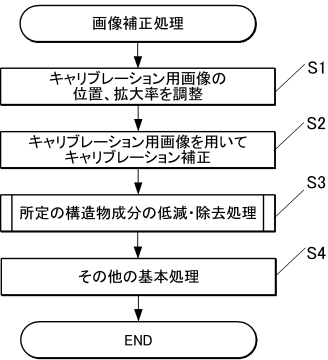 画像補正処理
S1
キャリブレーション用画像の
位置、拡大率を調整
S2
キャリブレーション用画像を用いて
キャリブレーション補正
S3
所定の構造物成分の低減・除去処理
S4
その他の基本処理
END